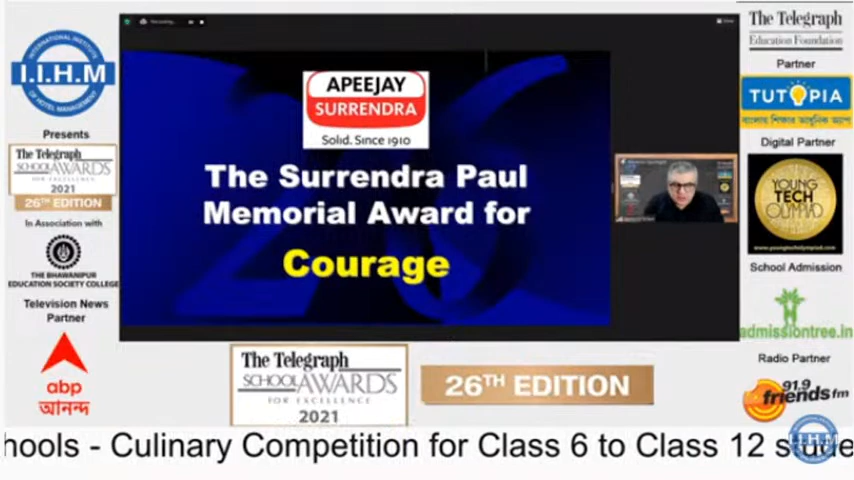 INTERNATIONAL INSTITUTE
I.I.H.M
OF HOTEL MANAGEMENT
Presents
The Telegraph
SCHOOL AWARDS
FOR EXCELLENCE
2021
26TH EDITION
In Association with
THE BHAWANIPUR
EDUCATION SOCIETY COLLEGE
Television News
Partner
abp
আনন্দ
APEEJAY
SURRENDRA
Solid. Since 1910
The Surrendra Paul
Memorial Award for
Courage
The Telegraph
SCHOOL AWARDS
FOR EXCELLENCE
2021
26TH EDITION
The Telegraph
Education Foundation
Partner
TUTOPIA
বাংলায় শিক্ষার আধুনিক অ্যাপ
Digital Partner
YOUNG
TECH
OLYMPIAD
www.youngtecholympiad.com
School Admission
admissiontree.in
Radio Partner
91.9
friends fm
I.I.H.M
hools - Culinary Competition for Class 6 to Class 12 stude